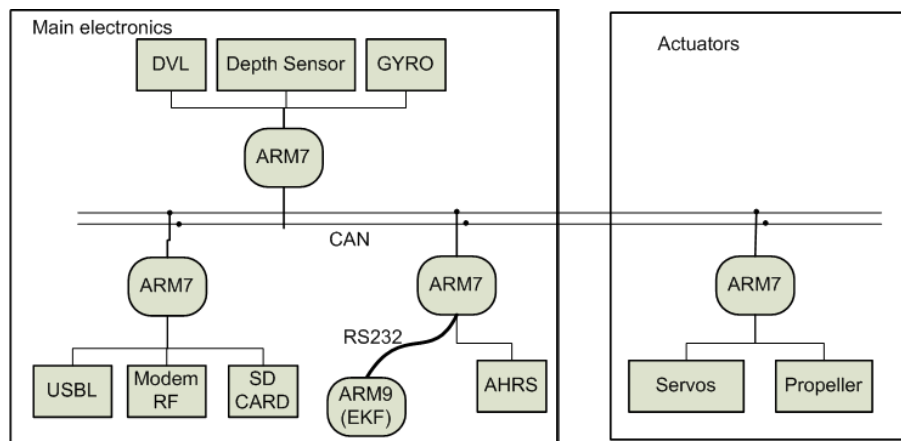 Main electronics
Actuators
DVL
Depth Sensor
GYRO
ARM7
CAN
ARM7
ARM7
ARM7
RS232
USBL
Modem
RF
SD
CARD
ARM9
(EKF)
AHRS
Servos
Propeller